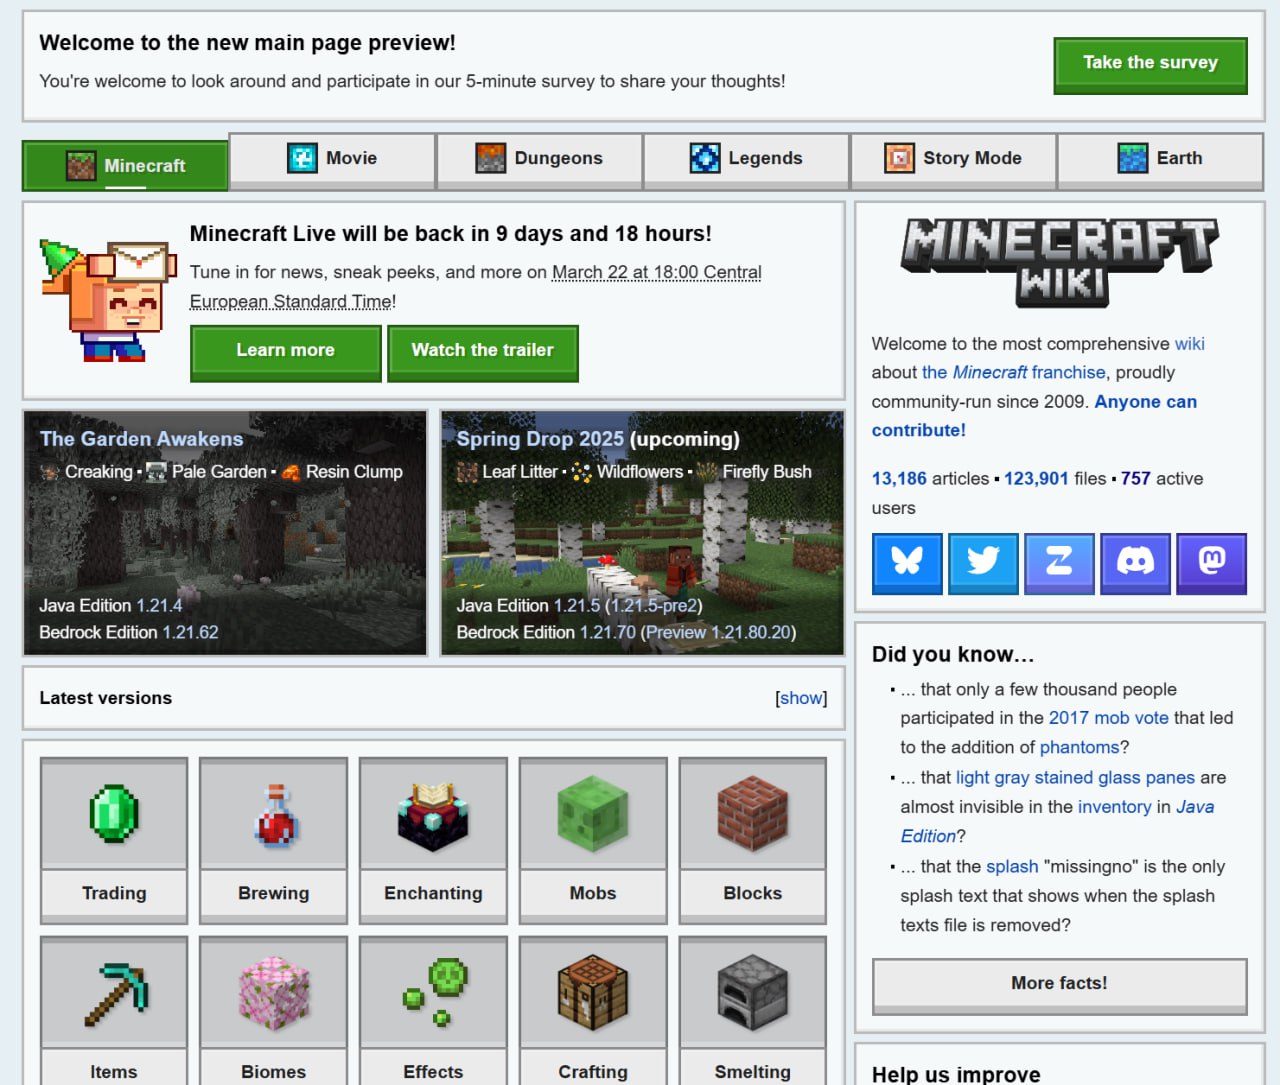 Welcome to the new main page preview!
You're welcome to look around and participate in our 5-minute survey to share your thoughts!
Take the survey
Minecraft
Movie
Dungeons
Legends
Story Mode
Earth
Minecraft Live will be back in 9 days and 18 hours!
Tune in for news, sneak peeks, and more on March 22 at 18:00 Central
European Standard Time!
Learn more
Watch the trailer
The Garden Awakens
Creaking ▪ Pale Garden ▪ Resin Clump
Java Edition 1.21.4
Bedrock Edition 1.21.62
Spring Drop 2025 (upcoming)
Leaf Litter ▪ Wildflowers ▪ Firefly Bush
Java Edition 1.21.5 (1.21.5-pre2)
Bedrock Edition 1.21.70 (Preview 1.21.80.20)
Latest versions
[show]
Trading
Brewing
Enchanting
Mobs
Blocks
Items
Biomes
Effects
Crafting
Smelting
MINECRAFT
WIKI
Welcome to the most comprehensive wiki
about the Minecraft franchise, proudly
community-run since 2009. Anyone can
contribute!
13,186 articles ▪ 123,901 files ▪ 757 active
users
Did you know…
▪ ... that only a few thousand people
participated in the 2017 mob vote that led
to the addition of phantoms?
▪ ... that light gray stained glass panes are
almost invisible in the inventory in Java
Edition?
▪ ... that the splash "missingno" is the only
splash text that shows when the splash
texts file is removed?
More facts!
Help us improve